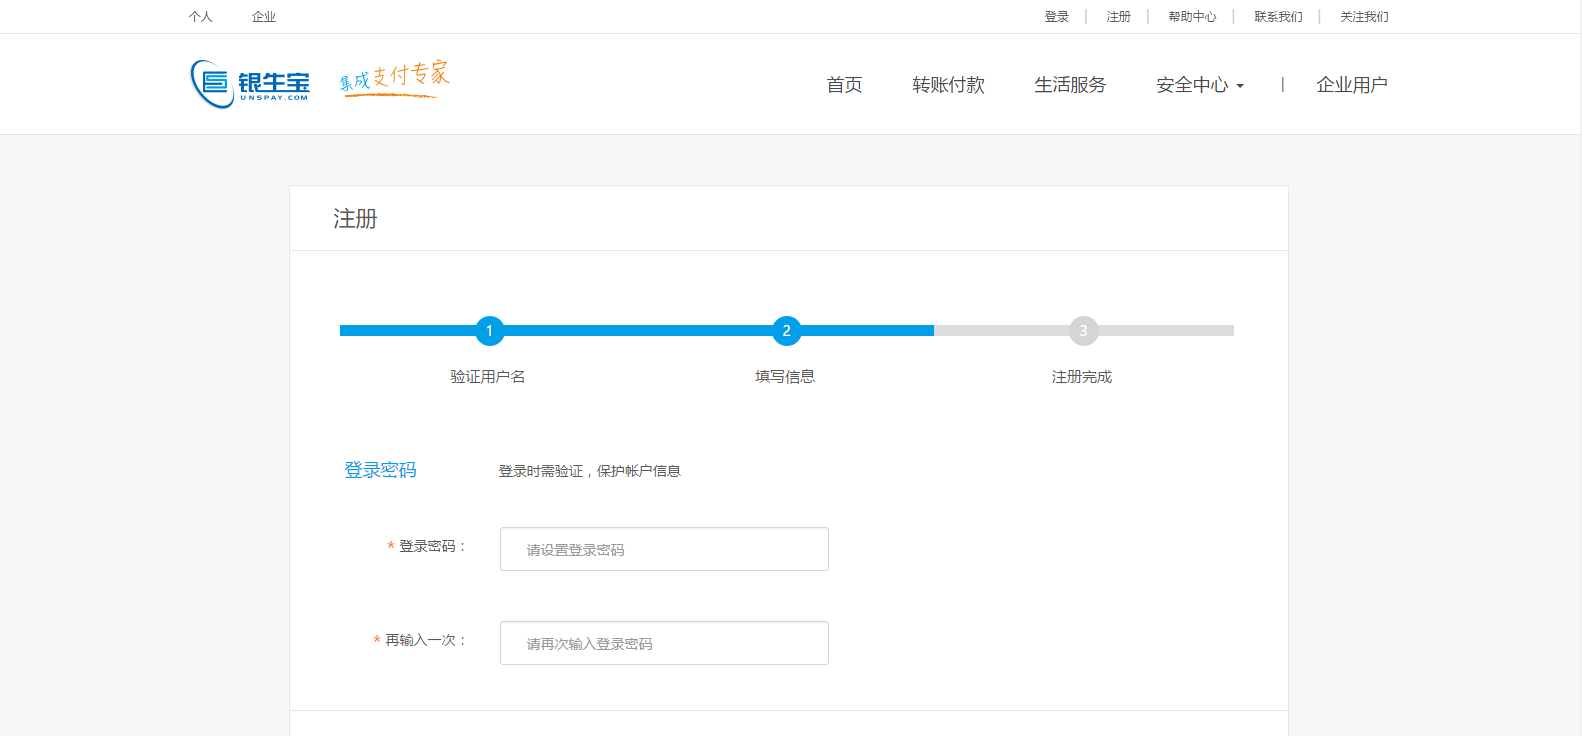 个人 企业 登录 注册 帮助中心 联系我们 关注我们
银生宝 集成支付专家 首页 转账付款 生活服务 安全中心 | 企业用户
UNSPAY.COM
注册
1 2 3
验证用户名 填写信息 注册完成
登录密码 登录时需验证，保护帐户信息
* 登录密码： 请设置登录密码
* 再输入一次： 请再次输入登录密码